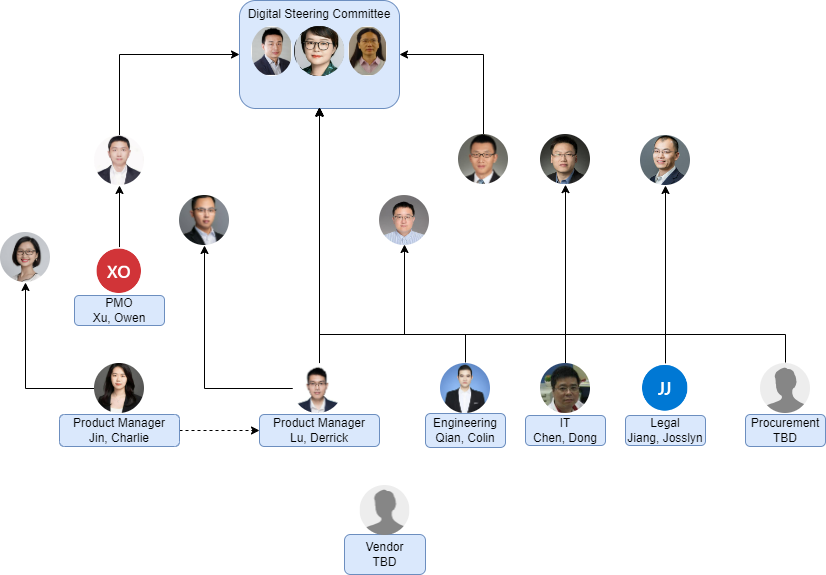 Digital Steering Committee
XO
PMO
Xu, Owen
Product Manager
Jin, Charlie
Product Manager
Lu, Derrick
Engineering
Qian, Colin
IT
Chen, Dong
JJ
Legal
Jiang, Josslyn
Procurement
TBD
Vendor
TBD